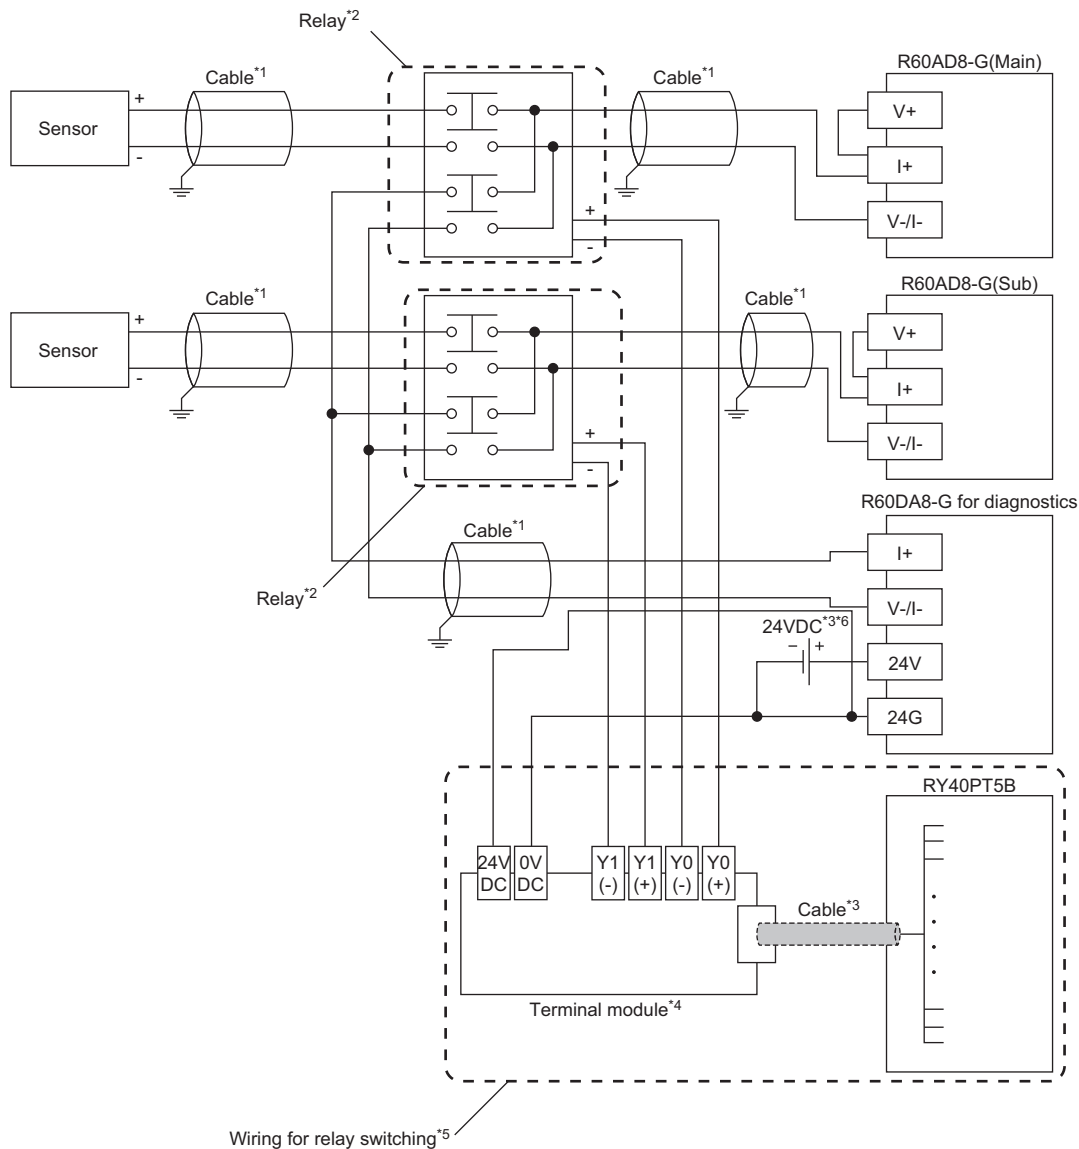 Relay*2
R60AD8-G(Main)
Cable*1
Cable*1
Sensor
+
-
V+
I+
V-/I-
+
-
R60AD8-G(Sub)
Cable*1
Cable*1
Sensor
+
-
V+
I+
V-/I-
+
-
R60DA8-G for diagnostics
Cable*1
I+
Relay*2
V-/I-
24VDC*3*6
- +
24V
24G
RY40PT5B
24V DC
0V DC
Y1 (-)
Y1 (+)
Y0 (-)
Y0 (+)
Cable*3
Terminal module*4
Wiring for relay switching*5